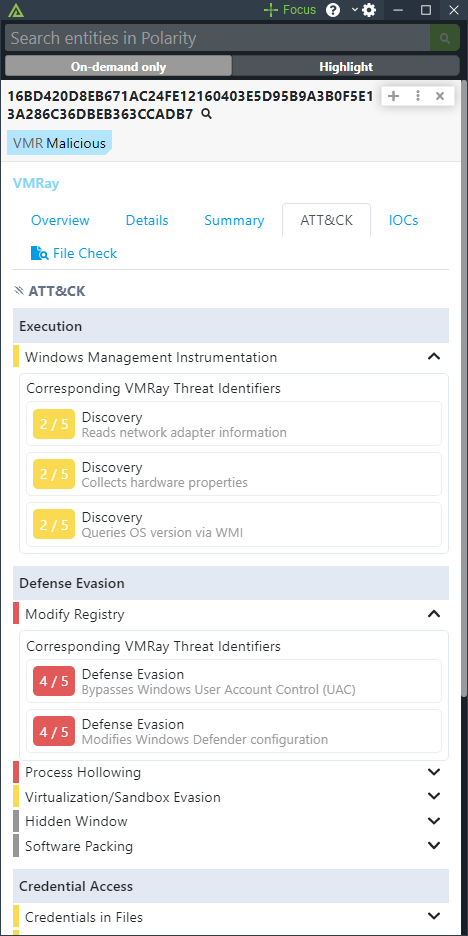 Focus
Search entities in Polarity
On-demand only
Highlight
16BD420D8EB671AC24FE12160403E5D95B9A3B0F5E1
3A286C36DBEB363CCADB7
VMR Malicious
VMRay
Overview
Details
Summary
ATT&CK
IOCs
File Check
ATT&CK
Execution
Windows Management Instrumentation
Corresponding VMRay Threat Identifiers
2 / 5
Discovery
Reads network adapter information
2 / 5
Discovery
Collects hardware properties
2 / 5
Discovery
Queries OS version via WMI
Defense Evasion
Modify Registry
Corresponding VMRay Threat Identifiers
4 / 5
Defense Evasion
Bypasses Windows User Account Control (UAC)
4 / 5
Defense Evasion
Modifies Windows Defender configuration
Process Hollowing
Virtualization/Sandbox Evasion
Hidden Window
Software Packing
Credential Access
Credentials in Files